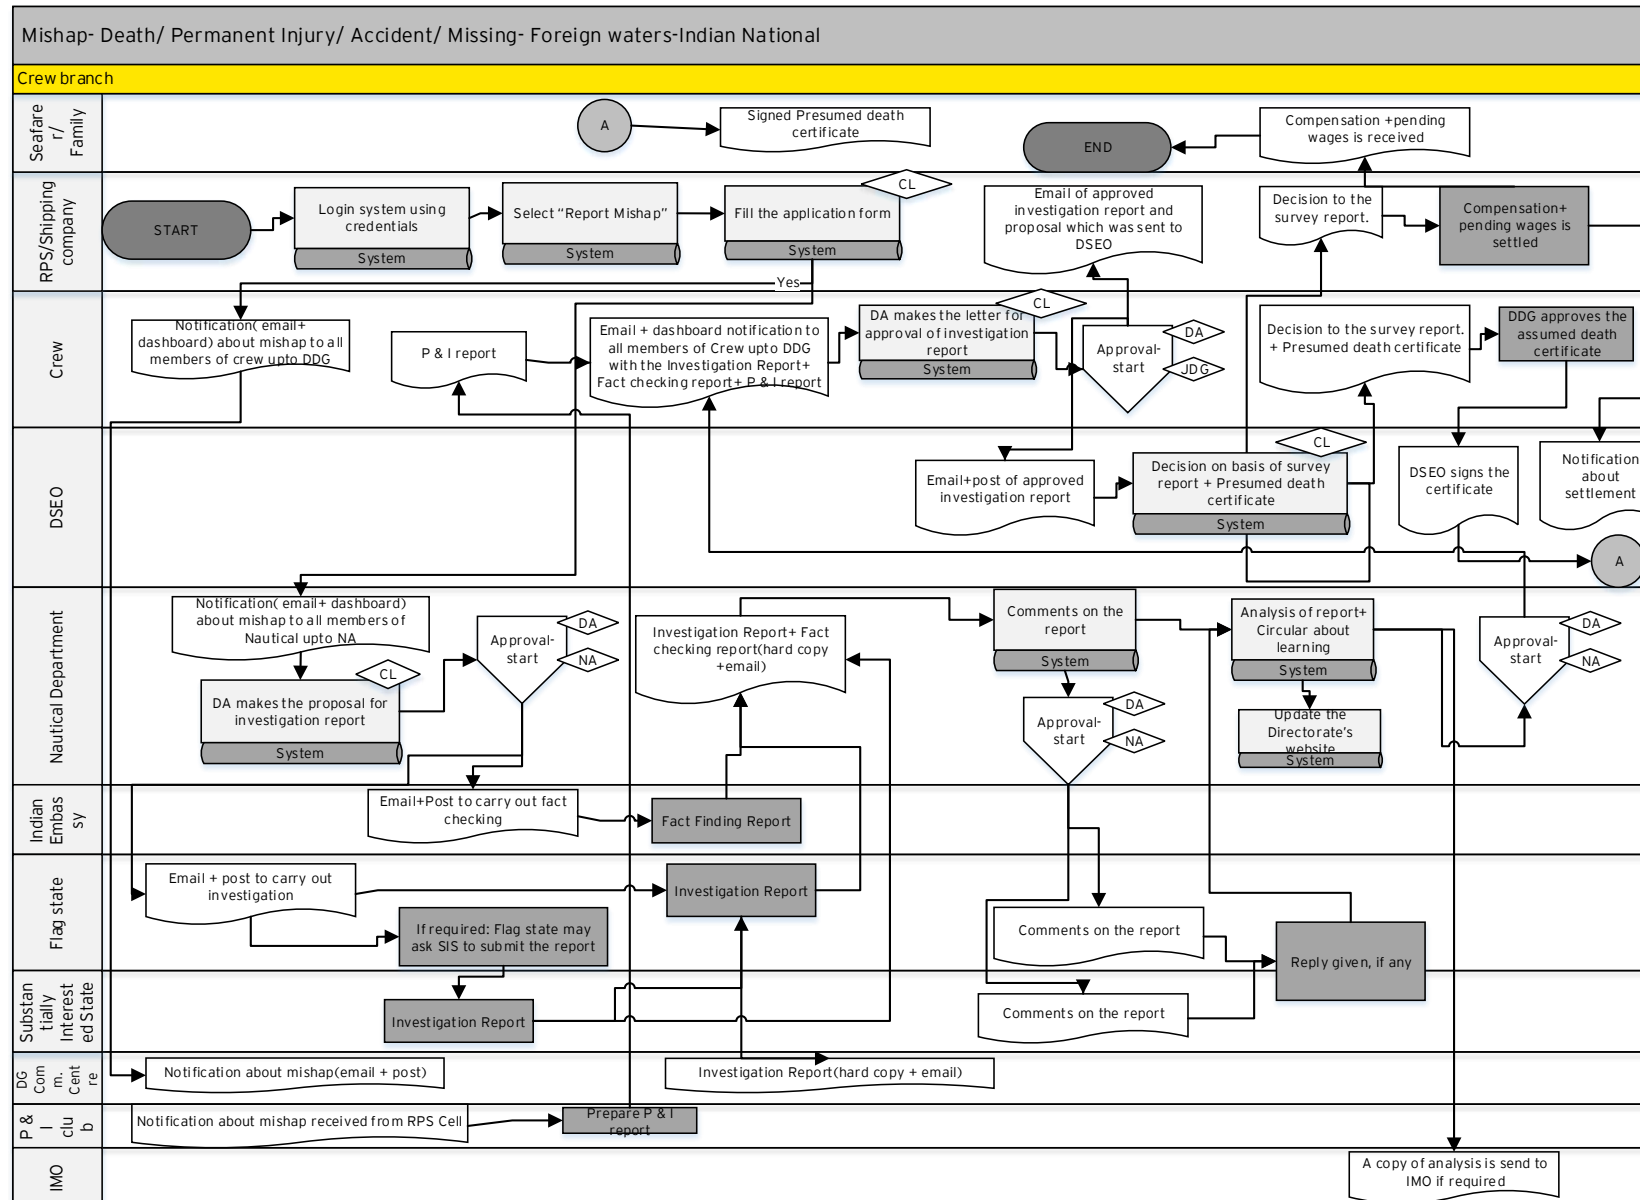 Mishap- Death/ Permanent Injury/ Accident/ Missing- Foreign waters-Indian National
Crew branch
Seafare
r/
Family
A
Signed Presumed death
certificate
END
Compensation +pending
wages is received
RPS/Shipping
company
START
Login system using
credentials
System
Select “Report Mishap”
System
Fill the application form
System
CL
Yes
Email of approved
investigation report and
proposal which was sent to
DSEO
Decision to the
survey report.
Compensation+
pending wages is
settled
Crew
Notification( email+
dashboard) about mishap to all
members of crew upto DDG
P & I report
Email + dashboard notification to
all members of Crew upto DDG
with the Investigation Report+
Fact checking report+ P & I report
DA makes the letter for
approval of investigation
report
System
CL
Approval-
start
DA
JDG
Decision to the survey report.
+ Presumed death certificate
DDG approves the
assumed death
certificate
DSEO
Email+post of approved
investigation report
Decision on basis of survey
report + Presumed death
certificate
System
CL
DSEO signs the
certificate
Notification
about
settlement
A
Nautical Department
Notification( email+ dashboard)
about mishap to all members of
Nautical upto NA
DA makes the proposal for
investigation report
System
CL
Approval-
start
DA
NA
Investigation Report+ Fact
checking report(hard copy
+email)
Comments on the
report
System
Approval-
start
DA
NA
Analysis of report+
Circular about
learning
System
Update the
Directorate's
website
System
Approval-
start
DA
NA
Indian
Embas
sy
Email+Post to carry out fact
checking
Fact Finding Report
Flag state
Email + post to carry out
investigation
If required: Flag state may
ask SIS to submit the report
Investigation Report
Comments on the report
Reply given, if any
Substan
tially
Interest
ed State
Investigation Report
Comments on the report
DG
Com
m.
Cent
re
Notification about mishap(email + post)
Investigation Report(hard copy + email)
P &
I
clu
b
Notification about mishap received from RPS Cell
Prepare P & I
report
IMO
A copy of analysis is send to
IMO if required